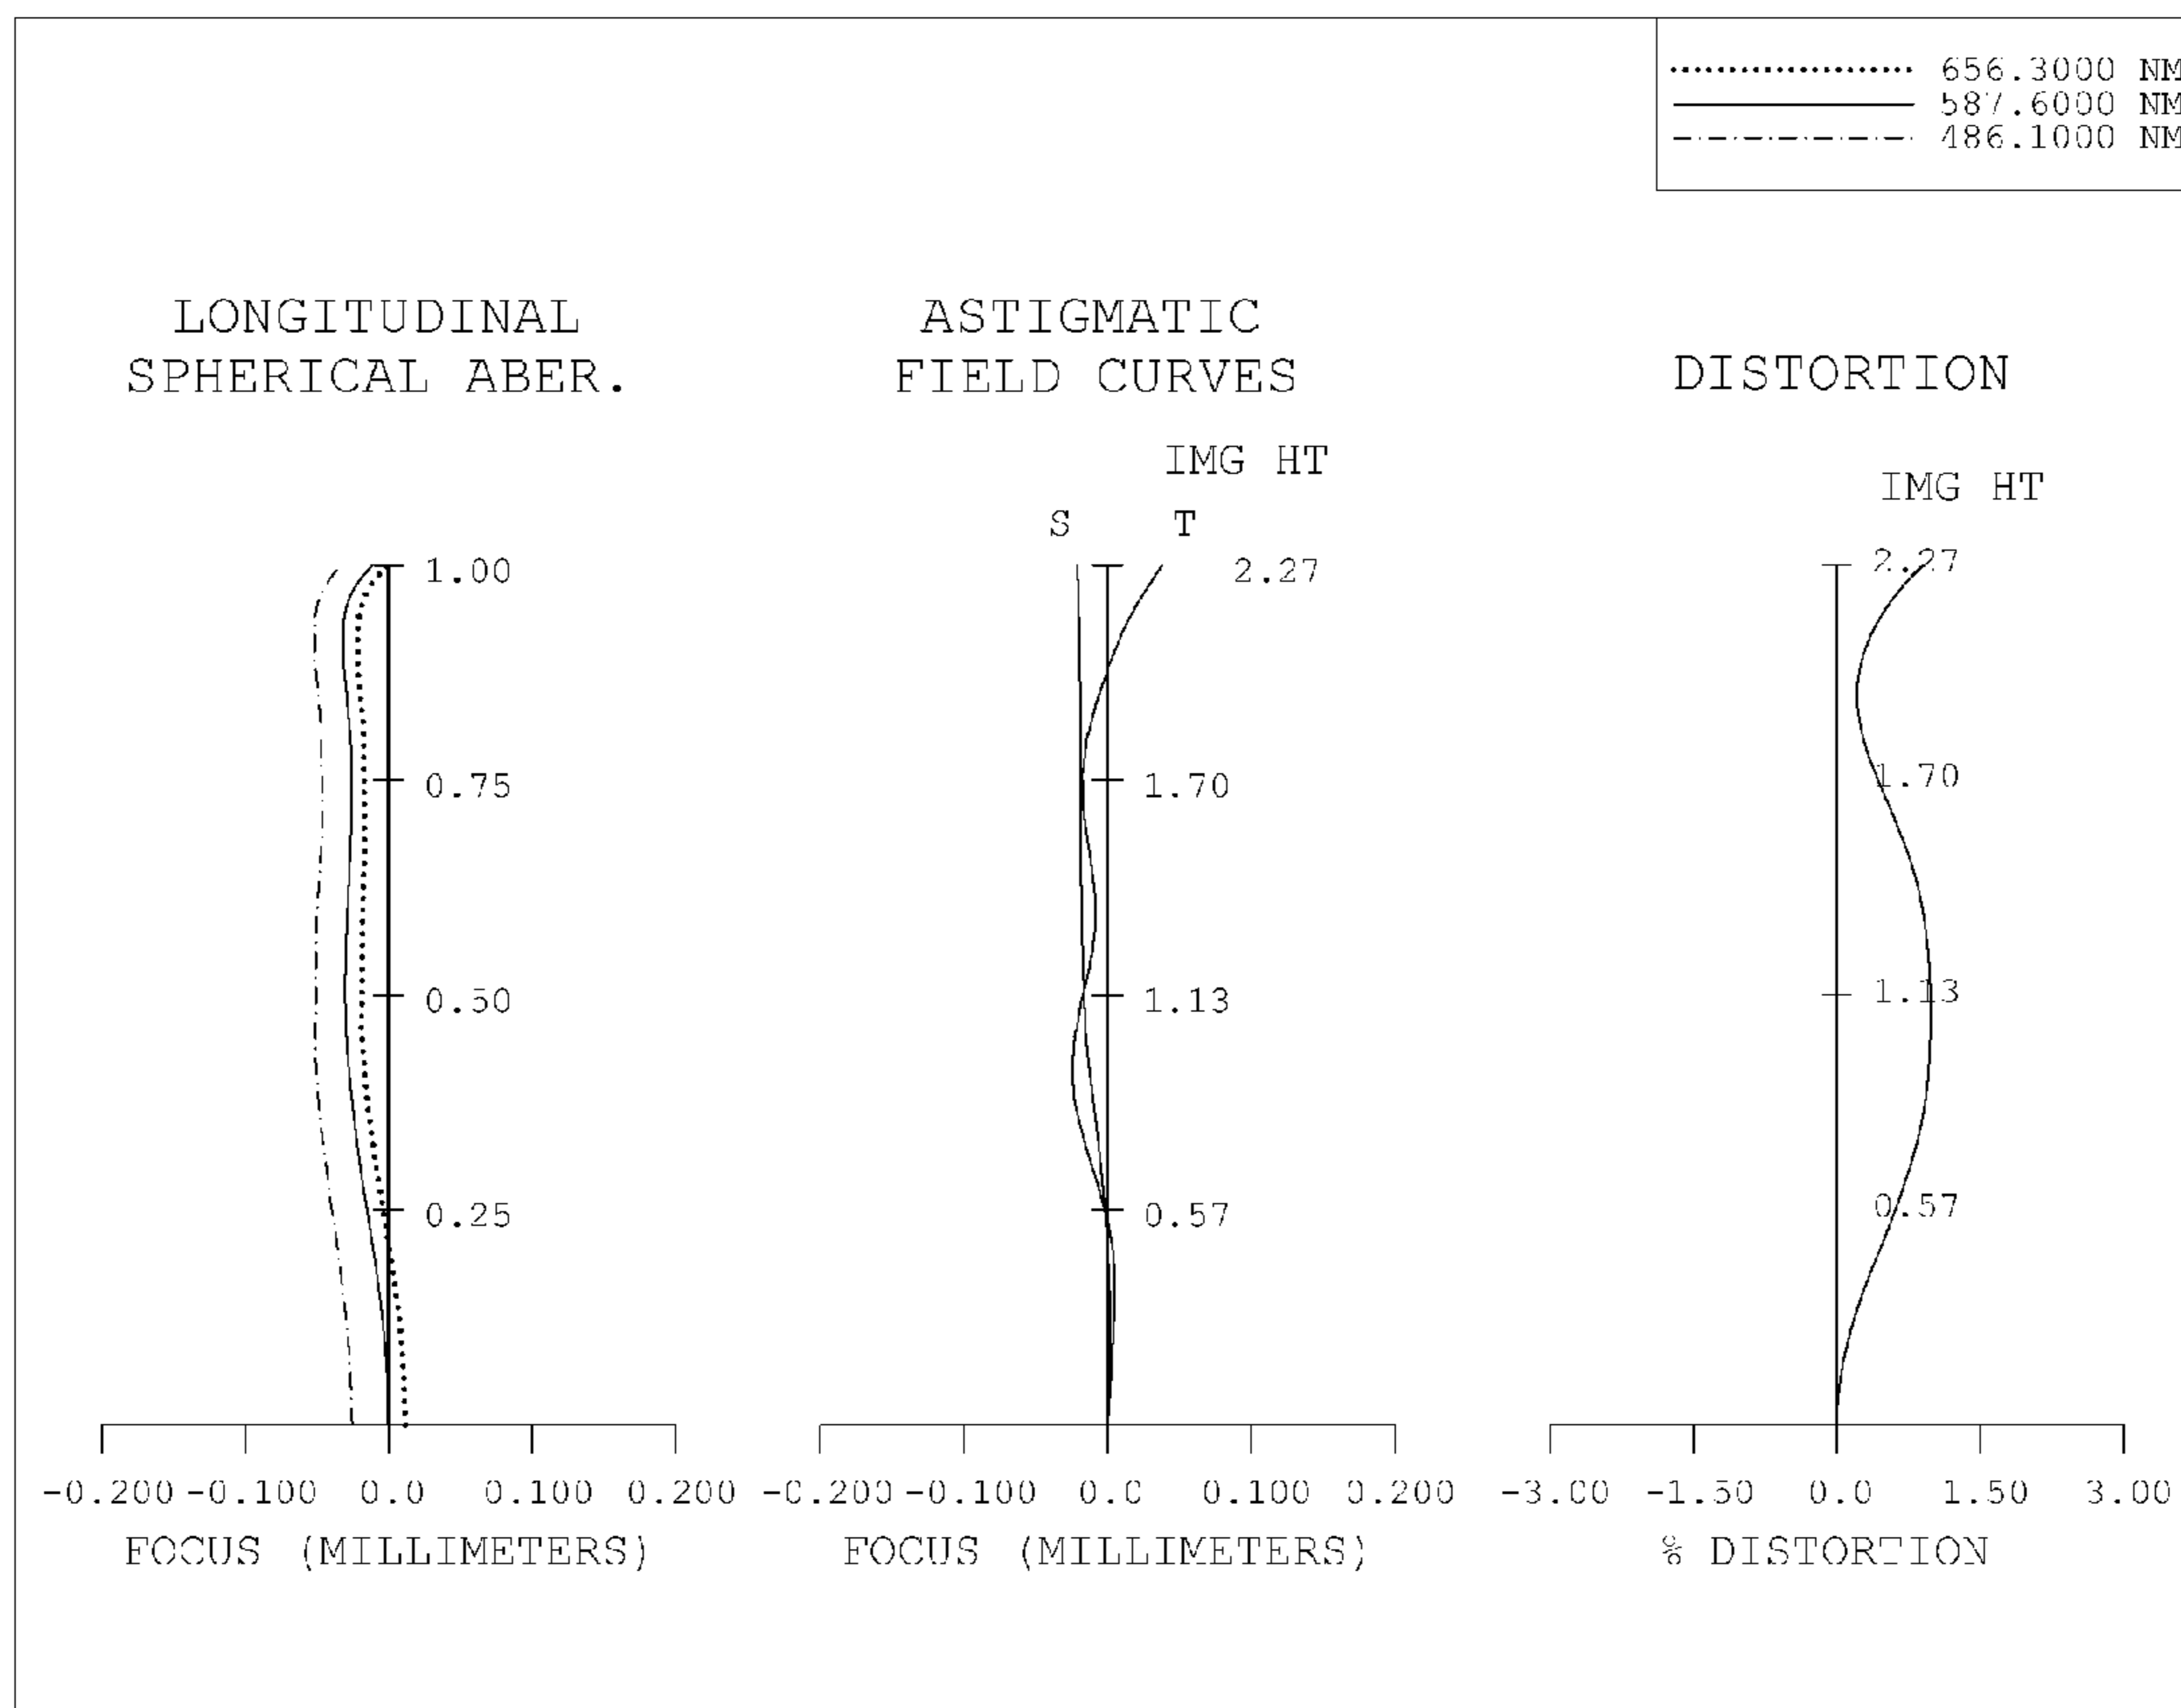 656.3000 NM
587.6000 NM
486.1000 NM
LONGITUDINAL
SPHERICAL ABER.
1.00
0.75
0.50
0.25
-0.200 -0.100 0.0 0.100 0.200
FOCUS (MILLIMETERS)
ASTIGMATIC
FIELD CURVES
IMG HT
S T
2.27
1.70
1.13
0.57
-0.200 -0.100 0.0 0.100 0.200
FOCUS (MILLIMETERS)
DISTORTION
IMG HT
2.27
1.70
1.13
0.57
-3.00 -1.50 0.0 1.50 3.00
% DISTORTION